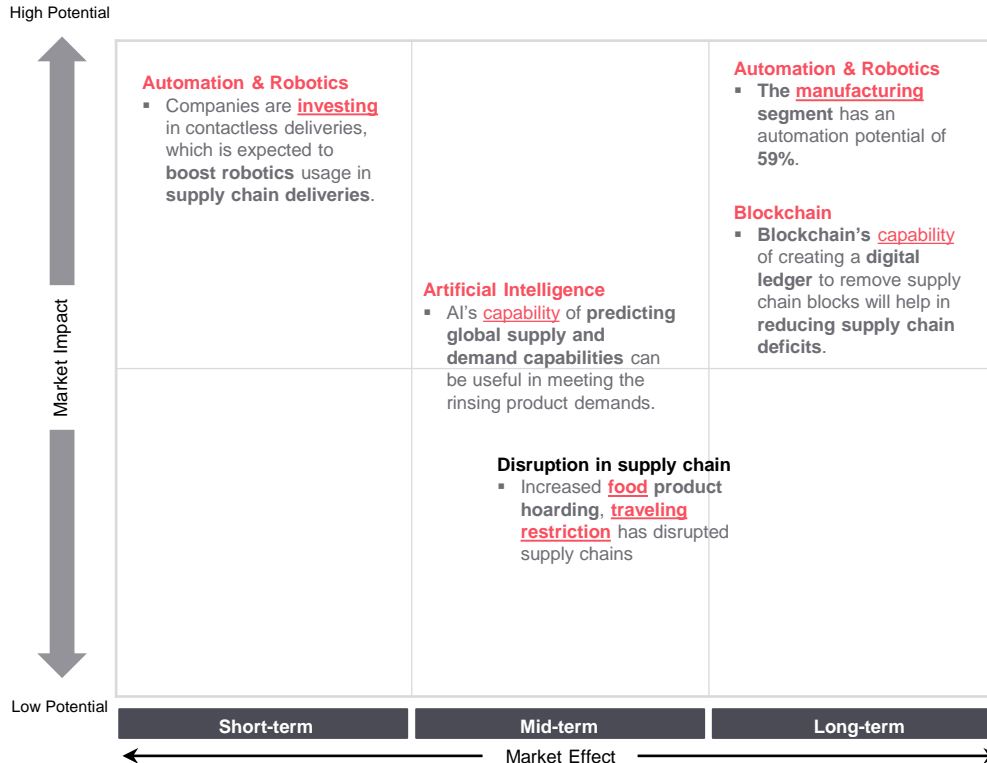 High Potential
Automation & Robotics
▪ Companies are investing
in contactless deliveries,
which is expected to
boost robotics usage in
supply chain deliveries.
Automation & Robotics
▪ The manufacturing
segment has an
automation potential of
59%.
Blockchain
▪ Blockchain's capability
of creating a digital
ledger to remove supply
chain blocks will help in
reducing supply chain
deficits.
Artificial Intelligence
▪ AI's capability of predicting
global supply and
demand capabilities can
be useful in meeting the
rinsing product demands.
Market Impact
Disruption in supply chain
▪ Increased food product
hoarding, traveling
restriction has disrupted
supply chains
Low Potential
Short-term
Mid-term
Long-term
Market Effect